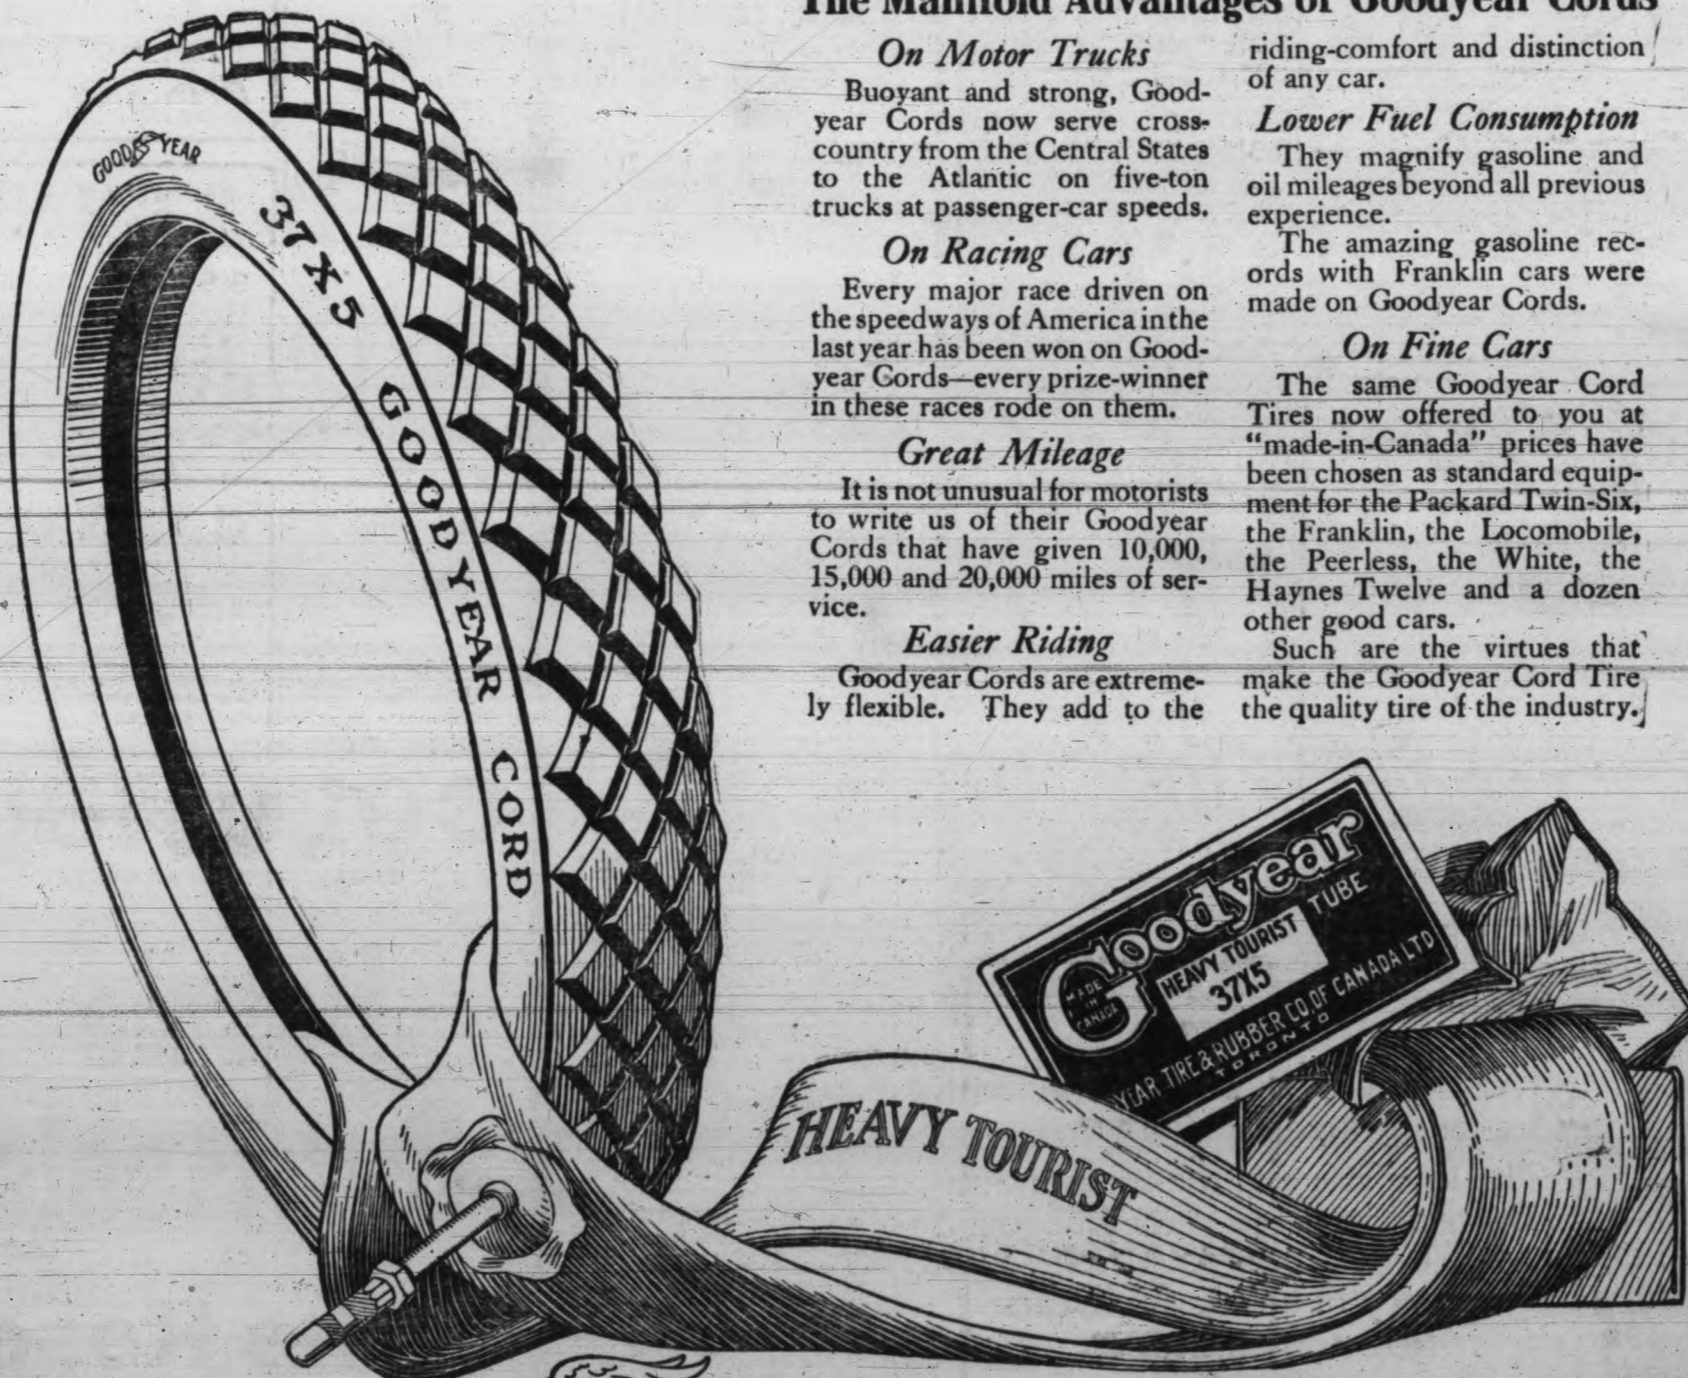 The Manifold Advantages of Goodyear Cords
On Motor Trucks
Buoyant and strong, Good-
year Cords now serve cross-
country from the Central States
to the Atlantic on five-ton
trucks at passenger-car speeds.
On Racing Cars
Every major race driven on
the speedways of America in the
last year has been won on Good-
year Cords—every prize-winner
in these races rode on them.
Great Mileage
It is not unusual for motorists
to write us of their Goodyear
Cords that have given 10,000,
15,000 and 20,000 miles of ser-
vice.
Easier Riding
Goodyear Cords are extreme-
ly flexible. They add to the
riding-comfort and distinction
of any car.
Lower Fuel Consumption
They magnify gasoline and
oil mileages beyond all previous
experience.
The amazing gasoline rec-
ords with Franklin cars were
made on Goodyear Cords.
On Fine Cars
The same Goodyear Cord
Tires now offered to you at
“made-in-Canada” prices have
been chosen as standard equip-
ment for the Packard Twin-Six,
the Franklin, the Locomobile,
the Peerless, the White, the
Haynes Twelve and a dozen
other good cars.
Such are the virtues that
make the Goodyear Cord Tire
the quality tire of the industry.
GOOD YEAR
37X5
GOODYEAR CORD
Goodyear
MADE
IN
CANADA
HEAVY TOURIST TUBE
37X5
YEAR TIRE & RUBBER CO. OF CANADA LTD
TORONTO
HEAVY TOURIST